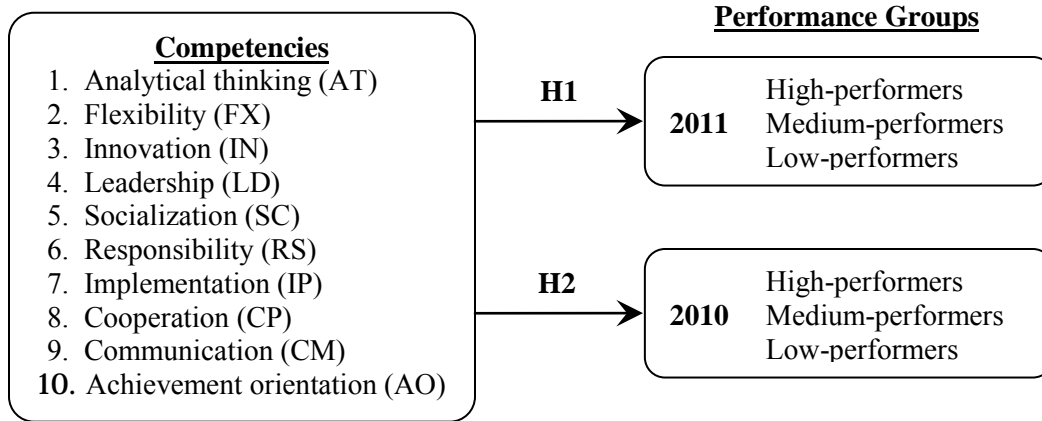 Competencies
1. Analytical thinking (AT)
2. Flexibility (FX)
3. Innovation (IN)
4. Leadership (LD)
5. Socialization (SC)
6. Responsibility (RS)
7. Implementation (IP)
8. Cooperation (CP)
9. Communication (CM)
10. Achievement orientation (AO)
H1
H2
Performance Groups
High-performers
2011 Medium-performers
Low-performers
High-performers
2010 Medium-performers
Low-performers